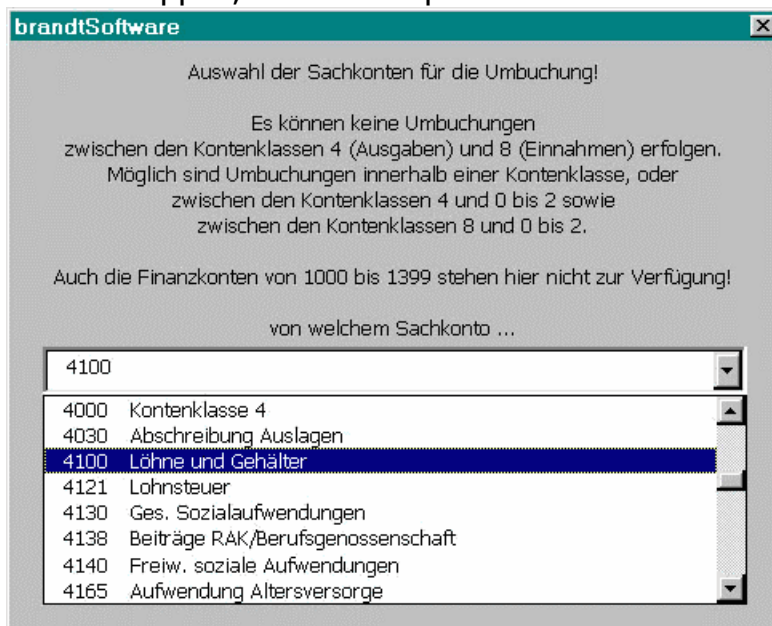 brandtSoftware
Auswahl der Sachkonten für die Umbuchung!
Es können keine Umbuchungen
zwischen den Kontenklassen 4 (Ausgaben) und 8 (Einnahmen) erfolgen.
Möglich sind Umbuchungen innerhalb einer Kontenklasse, oder
zwischen den Kontenklassen 4 und 0 bis 2 sowie
zwischen den Kontenklassen 8 und 0 bis 2.
Auch die Finanzkonten von 1000 bis 1399 stehen hier nicht zur Verfügung!
von welchem Sachkonto ...
4100
4000 Kontenklasse 4
4030 Abschreibung Auslagen
4100 Löhne und Gehälter
4121 Lohnsteuer
4130 Ges. Sozialaufwendungen
4138 Beiträge RAK/Berufsgenossenschaft
4140 Freiw. soziale Aufwendungen
4165 Aufwendung Altersversorge